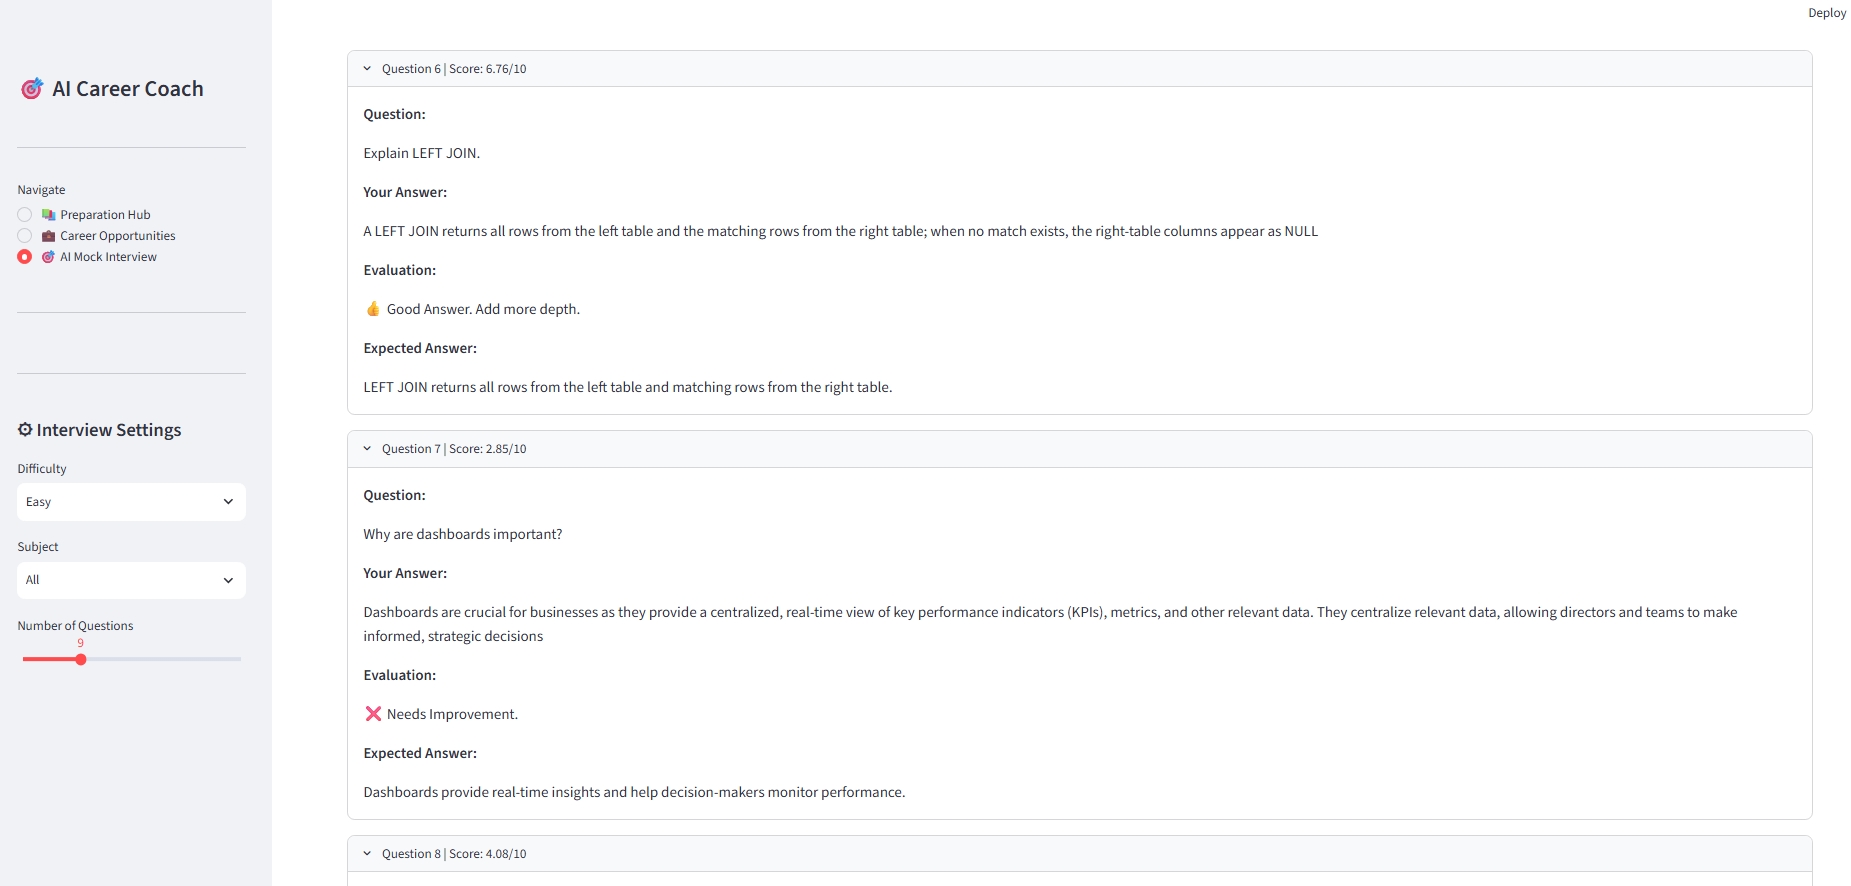 Deploy
AI Career Coach
Navigate
Preparation Hub
Career Opportunities
AI Mock Interview
Interview Settings
Difficulty
Easy
Subject
All
Number of Questions
9
Question 6 | Score: 6.76/10
Question:
Explain LEFT JOIN.
Your Answer:
A LEFT JOIN returns all rows from the left table and the matching rows from the right table; when no match exists, the right-table columns appear as NULL
Evaluation:
Good Answer. Add more depth.
Expected Answer:
LEFT JOIN returns all rows from the left table and matching rows from the right table.
Question 7 | Score: 2.85/10
Question:
Why are dashboards important?
Your Answer:
Dashboards are crucial for businesses as they provide a centralized, real-time view of key performance indicators (KPIs), metrics, and other relevant data. They centralize relevant data, allowing directors and teams to make
informed, strategic decisions
Evaluation:
Needs Improvement.
Expected Answer:
Dashboards provide real-time insights and help decision-makers monitor performance.
Question 8 | Score: 4.08/10